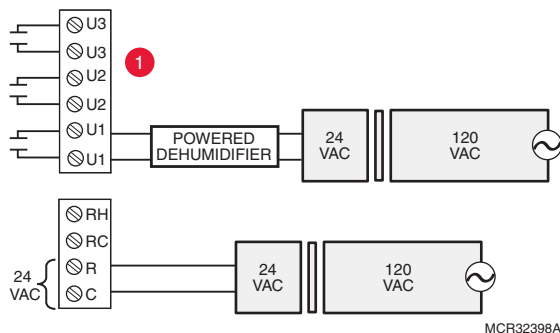 U3
U3
U2
U2
U1
U1
1
POWERED
DEHUMIDIFIER
24
VAC
120
VAC
RH
RC
R
C
24
VAC
24
VAC
120
VAC
MCR32398A